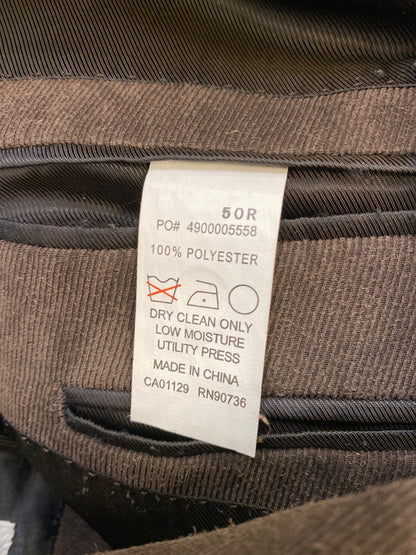 50R
PO# 4900005558
100% POLYESTER
DRY CLEAN ONLY
LOW MOISTURE
UTILITY PRESS
MADE IN CHINA
CA01129 RN90736